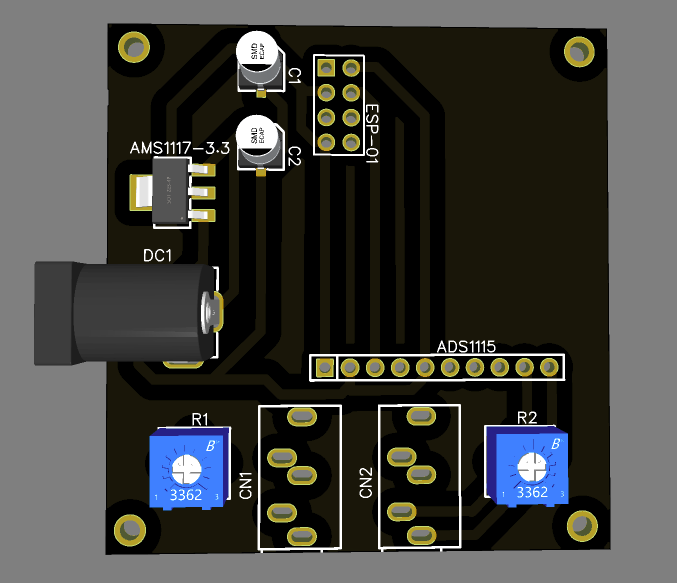 SMD
ECAP
C1
ESP-01
SMD
ECAP
C2
AMS1117-3.3
DC1
ADS1115
R1
B
1 3362 3
CN1
CN2
R2
B
1 3362 3